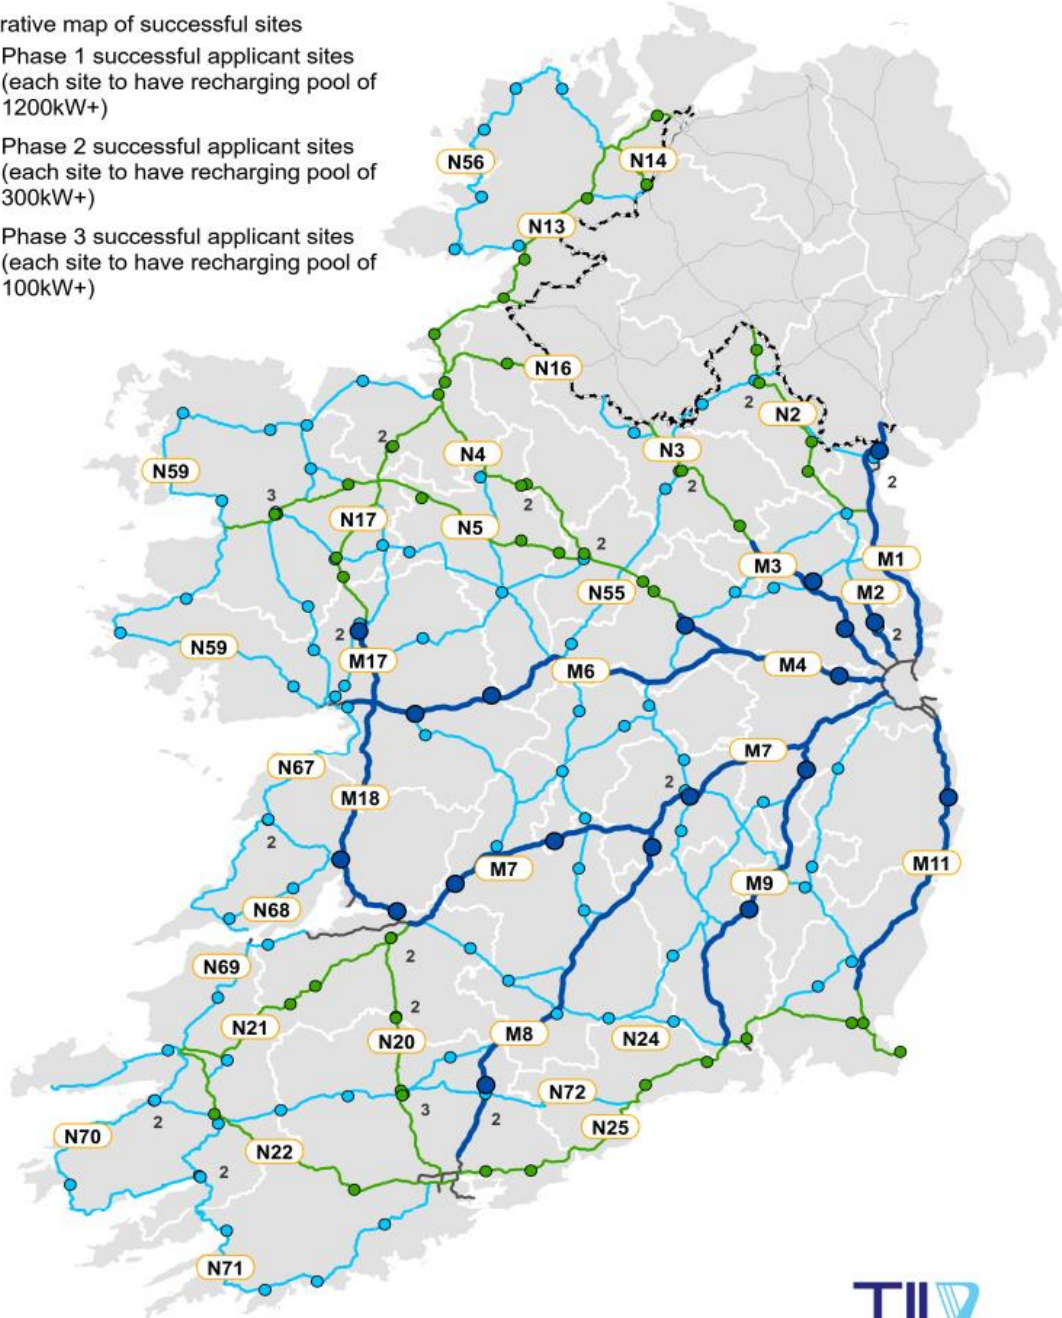 rative map of successful sites
Phase 1 successful applicant sites
(each site to have recharging pool of
1200kW+)
Phase 2 successful applicant sites
(each site to have recharging pool of
300kW+)
Phase 3 successful applicant sites
(each site to have recharging pool of
100kW+)
N56
N14
N13
N16
2
N2
2
N4
N3
N59
2
2
3
2
N17
N5
2
M3
M1
N55
M2
2
2
N59
M17
M6
M4
M7
N67
2
M18
2
M7
M11
M9
N68
2
N69
2
N21
N20
M8
N24
N72
3
2
2
N25
N70
N22
2
N71
TII